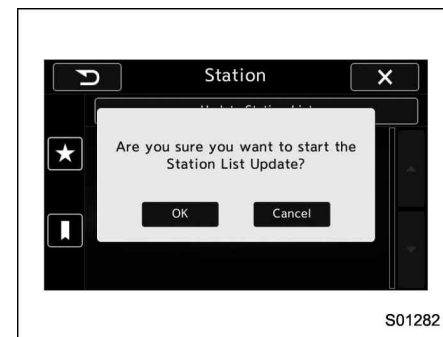 Station
Are you sure you want to start the
Station List Update?
OK
Cancel
S01282